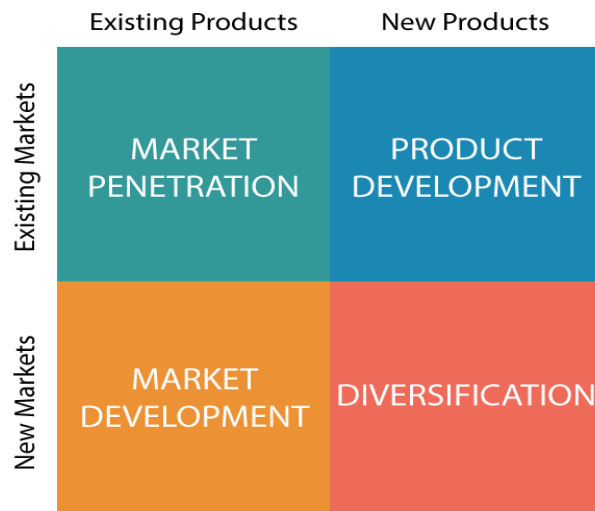 Existing Products
New Products
Existing Markets
MARKET
PENETRATION
PRODUCT
DEVELOPMENT
New Markets
MARKET
DEVELOPMENT
DIVERSIFICATION